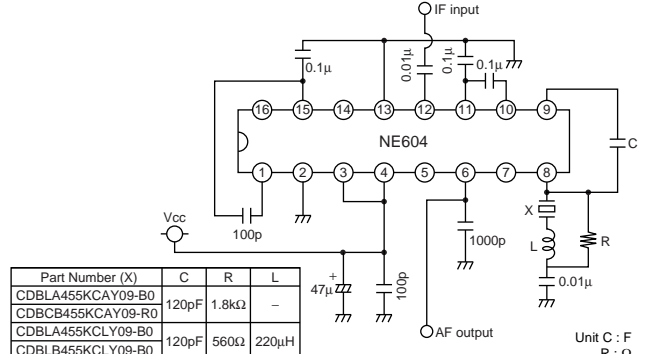 IF input
0.1µ
0.01µ
0.1µ
0.1µ
16
15
14
13
12
11
10
9
NE604
C
1
2
3
4
5
6
7
8
Vcc
100p
X
L
R
1000p
+
47µ
100p
0.01µ
AF output
Part Number (X) C R L
CDBLA455KCAY09-B0
CDBCB455KCAY09-R0
120pF 1.8kΩ –
CDBLA455KCLY09-B0
CDBLB455KCLY09-B0
120pF 560Ω 220µH
Unit C : F
R : Ω